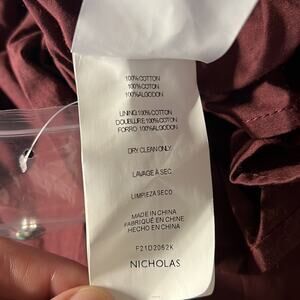 100% COTTON
100% COTON
100% ALGODON
LINING 100% COTTON
DOUBLURE 100% COTON
FORRO 100% ALGODON
DRY CLEAN ONLY
LAVAGE À SEC
LIMPIEZA SECO
MADE IN CHINA
FABRIQUÉ EN CHINE
HECHO EN CHINA
F21D2062K
NICHOLAS